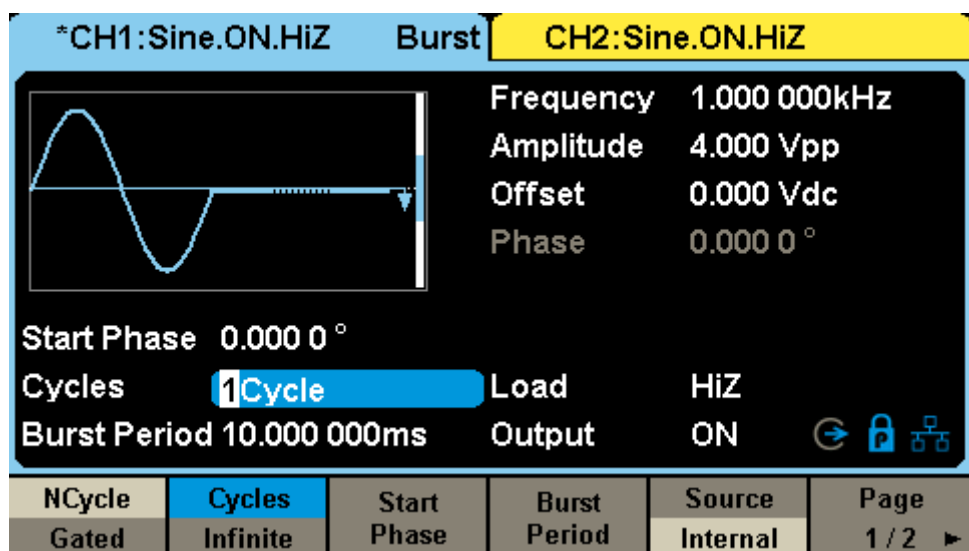 *CH1:Sine.ON.HiZ Burst CH2:Sine.ON.HiZ
Frequency 1.000 000kHz
Amplitude 4.000 Vpp
Offset 0.000 Vdc
Phase 0.000 0 °
Start Phase 0.000 0 °
Cycles 1Cycle Load HiZ
Burst Period 10.000 000ms Output ON
NCycle Cycles Start Burst Source Page
Gated Infinite Phase Period Internal 1/2 ►